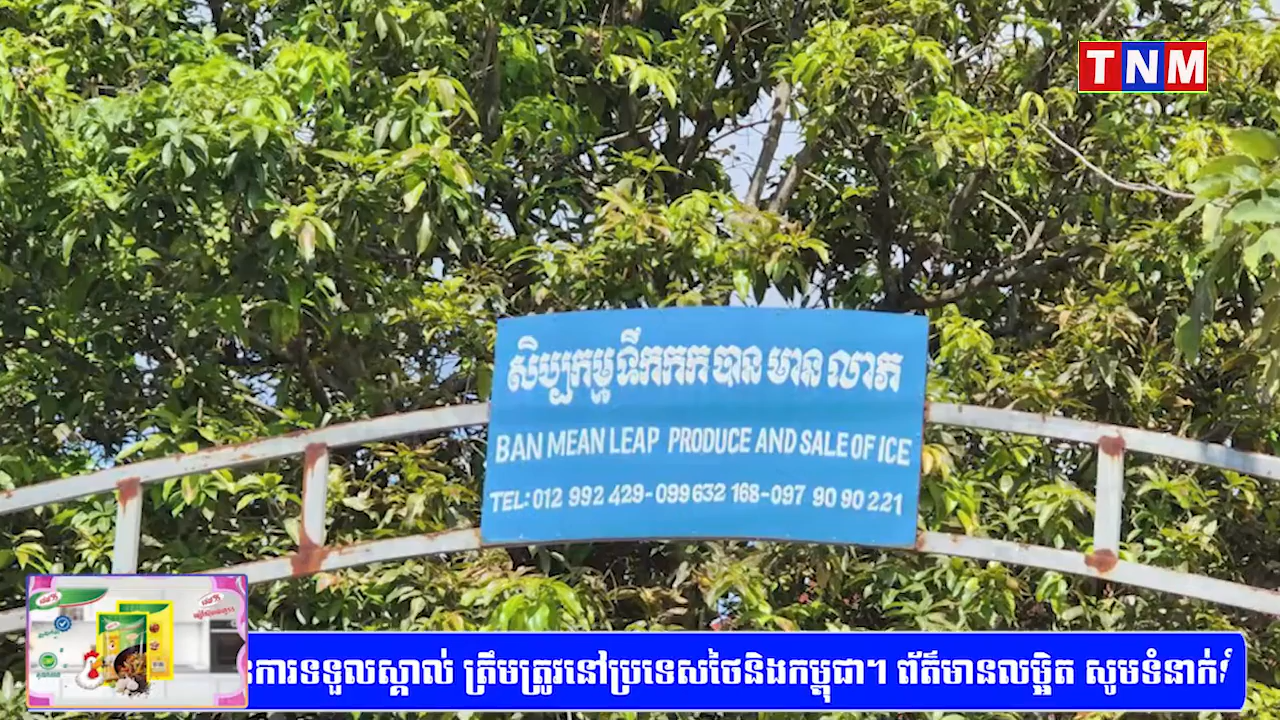 TNM
សិប្បកម្ម ទឹកកក បាន មាន លាភ
BAN MEAN LEAP PRODUCE AND SALE OF ICE
TEL: 012 992 429 - 099 632 168 - 097 90 90 221
ការទទួលស្គាល់ ត្រឹមត្រូវនៅប្រទេសថៃនិងកម្ពុជា។ ព័ត៌មានលម្អិត សូមទំនាក់